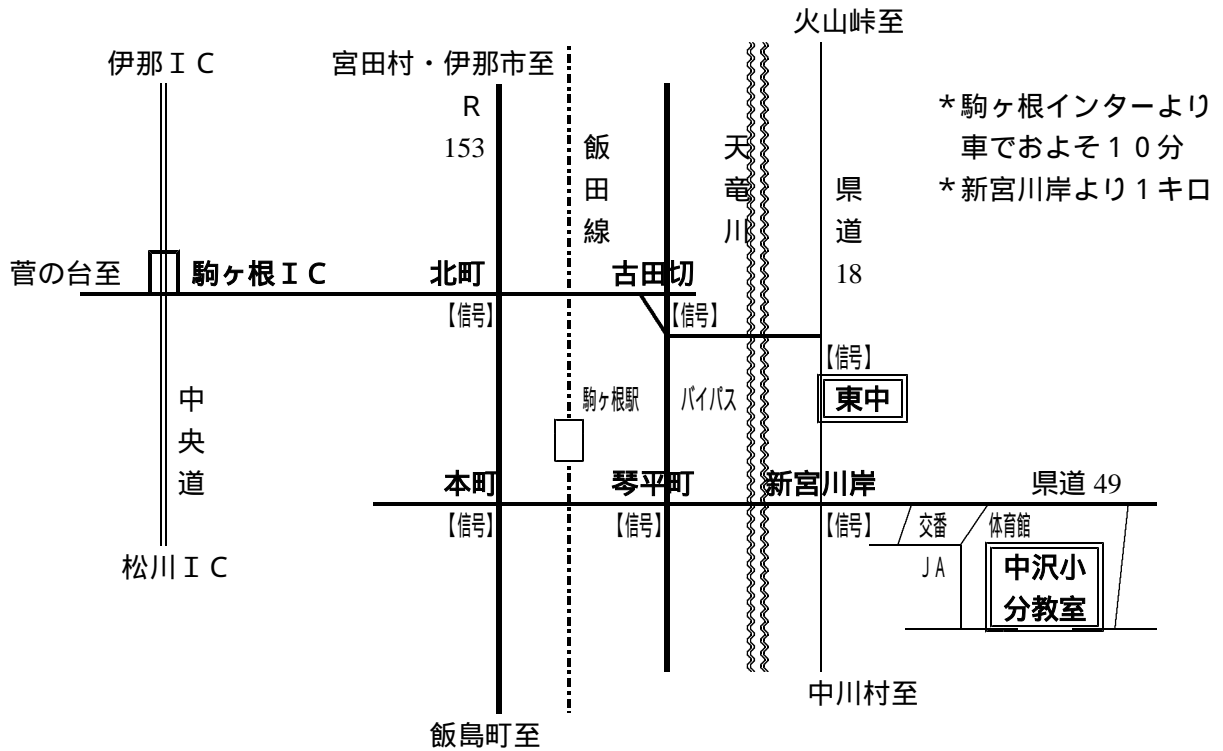 火山峠至
伊那ＩＣ
宮田村・伊那市至
Ｒ
153
飯田線
天竜川
県道
18
＊駒ヶ根インターより
車でおよそ１０分
＊新宮川岸より１キロ
菅の台至
駒ヶ根ＩＣ
北町
【信号】
古田切
【信号】
【信号】
東中
中央道
駒ヶ根駅
バイパス
本町
【信号】
琴平町
【信号】
新宮川岸
【信号】
県道 49
交番
体育館
ＪＡ
中沢小
分教室
松川ＩＣ
中川村至
飯島町至